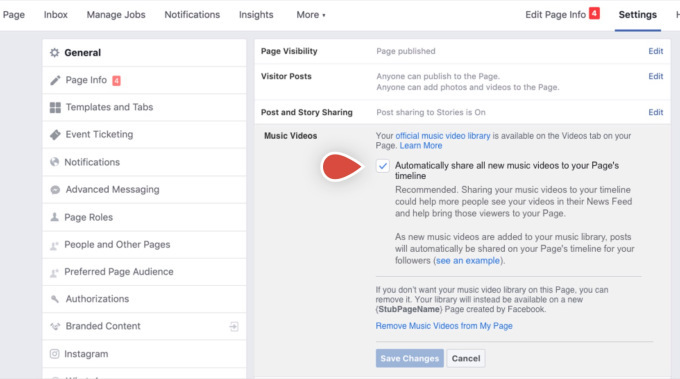 Page Inbox Manage Jobs Notifications Insights More Edit Page Info 4 Settings
General
Page Info 4
Templates and Tabs
Event Ticketing
Notifications
Advanced Messaging
Page Roles
People and Other Pages
Preferred Page Audience
Authorizations
Branded Content
Instagram
Page Visibility Page published Edit
Visitor Posts Anyone can publish to the Page. Edit
Anyone can add photos and videos to the Page.
Post and Story Sharing Post sharing to Stories is On Edit
Music Videos Your official music video library is available on the Videos tab on your
Page. Learn More
Automatically share all new music videos to your Page's
timeline
Recommended. Sharing your music videos to your timeline
could help more people see your videos in their News Feed
and help bring those viewers to your Page.
As new music videos are added to your music library, posts
will automatically be shared on your Page's timeline for your
followers (see an example).
If you don't want your music video library on this Page, you can
remove it. Your library will instead be available on a new
{StubPageName} Page created by Facebook.
Remove Music Videos from My Page
Save Changes Cancel